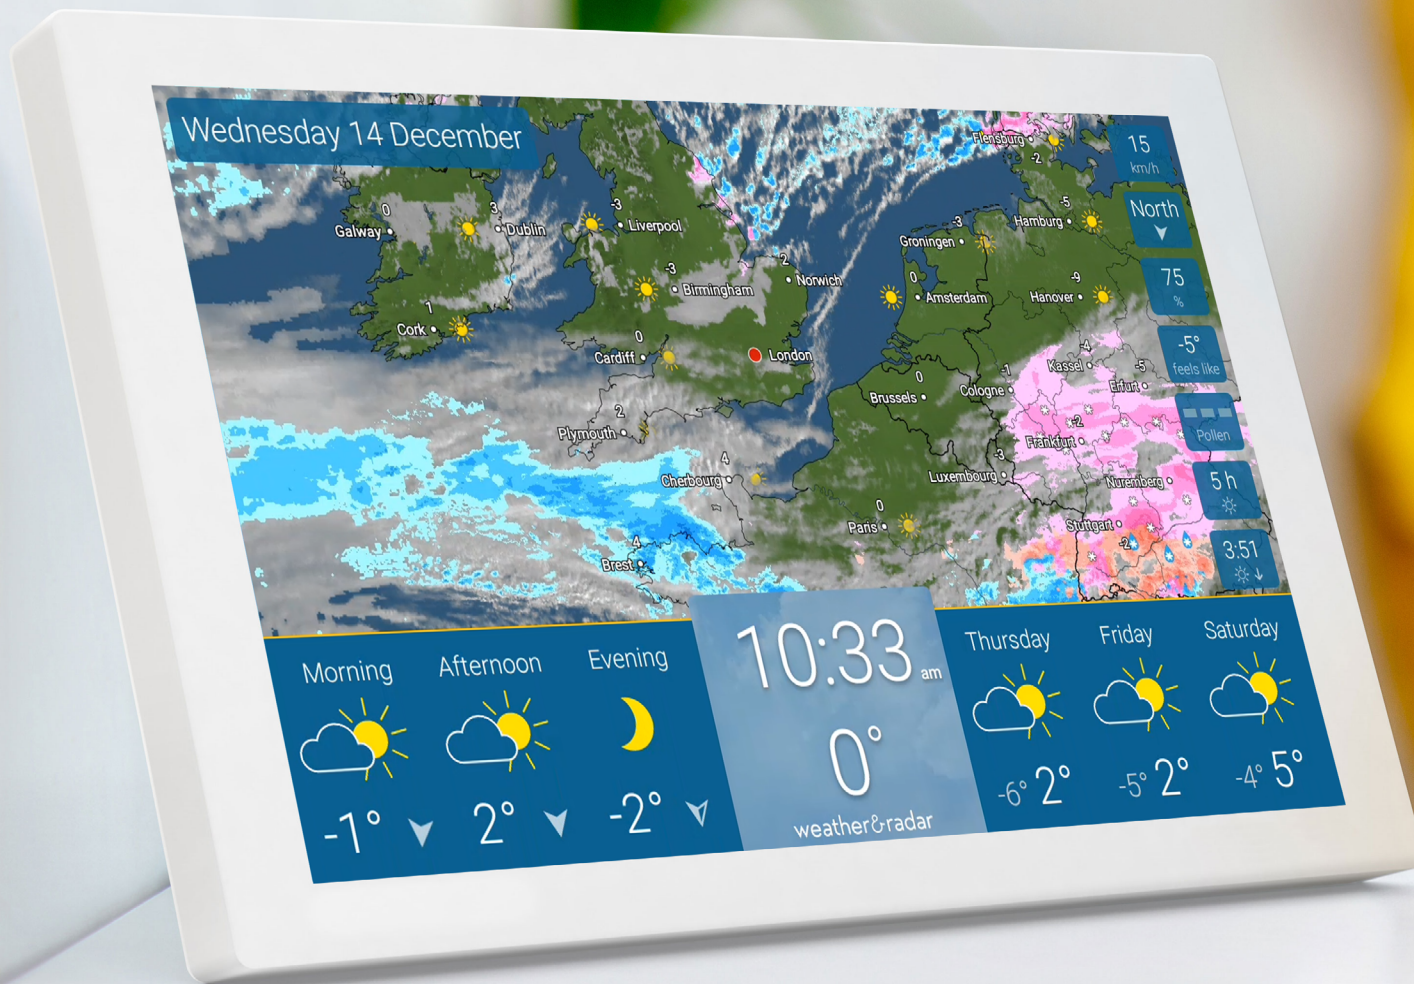 Wednesday 14 December
15
km/h
North
75
%
-5°
feels like
Pollen
5 h
3:51
Flensburg
-2
0
Galway
3
Dublin
-3
Liverpool
-3
Groningen
-5
Hamburg
-3
Birmingham
2
Norwich
0
Amsterdam
-9
Hanover
1
Cork
0
Cardiff
London
0
Brussels
-1
Cologne
-4
Kassel
-5
Erfurt
2
Plymouth
-2
Frankfurt
4
Cherbourg
-3
Luxembourg
Nuremberg
0
Paris
Stuttgart
-2
4
Brest
Morning
Afternoon
Evening
-1°
2°
-2°
10:33 am
0°
weather&radar
Thursday
Friday
Saturday
-6° 2°
-5° 2°
-4° 5°